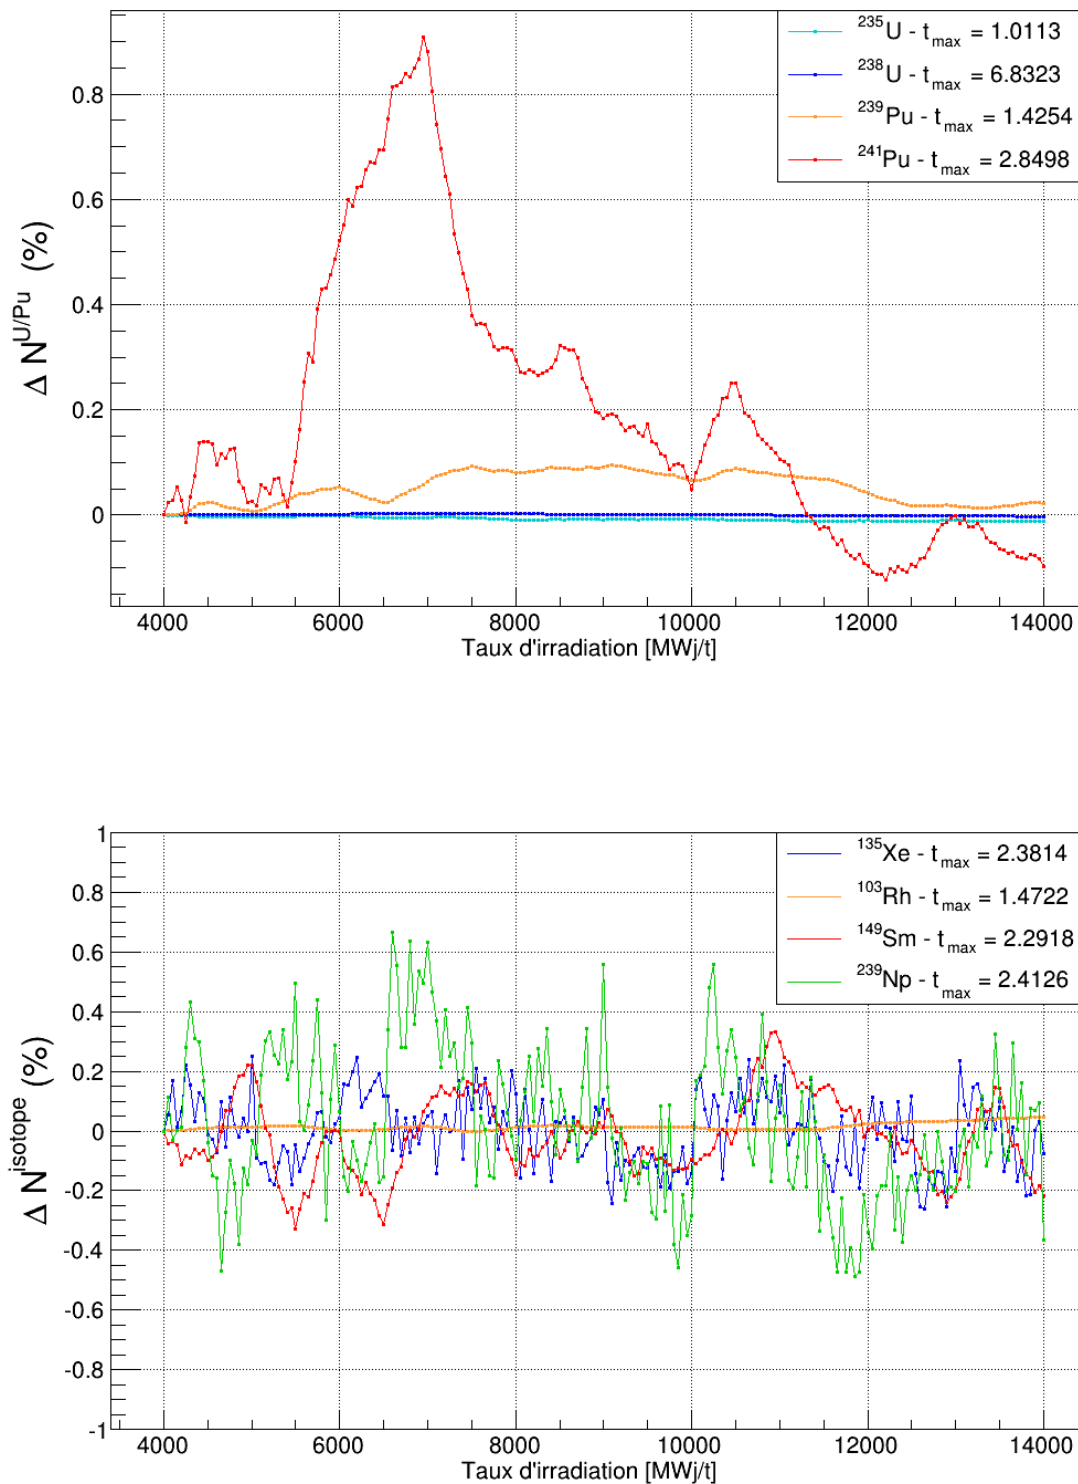 ²³⁵U - t_max = 1.0113
²³⁸U - t_max = 6.8323
²³⁹Pu - t_max = 1.4254
²⁴¹Pu - t_max = 2.8498
0.8
0.6
0.4
0.2
0
Δ N^U/Pu (%)
4000 6000 8000 10000 12000 14000
Taux d'irradiation [MWj/t]
¹³⁵Xe - t_max = 2.3814
¹⁰³Rh - t_max = 1.4722
¹⁴⁹Sm - t_max = 2.2918
²³⁹Np - t_max = 2.4126
1
0.8
0.6
0.4
0.2
0
-0.2
-0.4
-0.6
-0.8
-1
Δ N^isotope (%)
4000 6000 8000 10000 12000 14000
Taux d'irradiation [MWj/t]